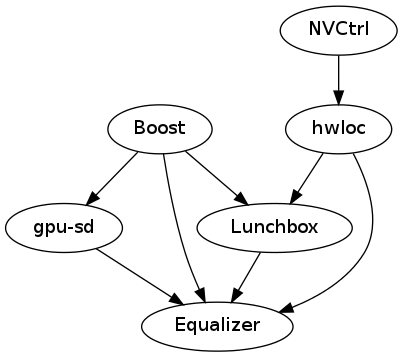 NVCtrl
Boost
hwloc
gpu-sd
Lunchbox
Equalizer